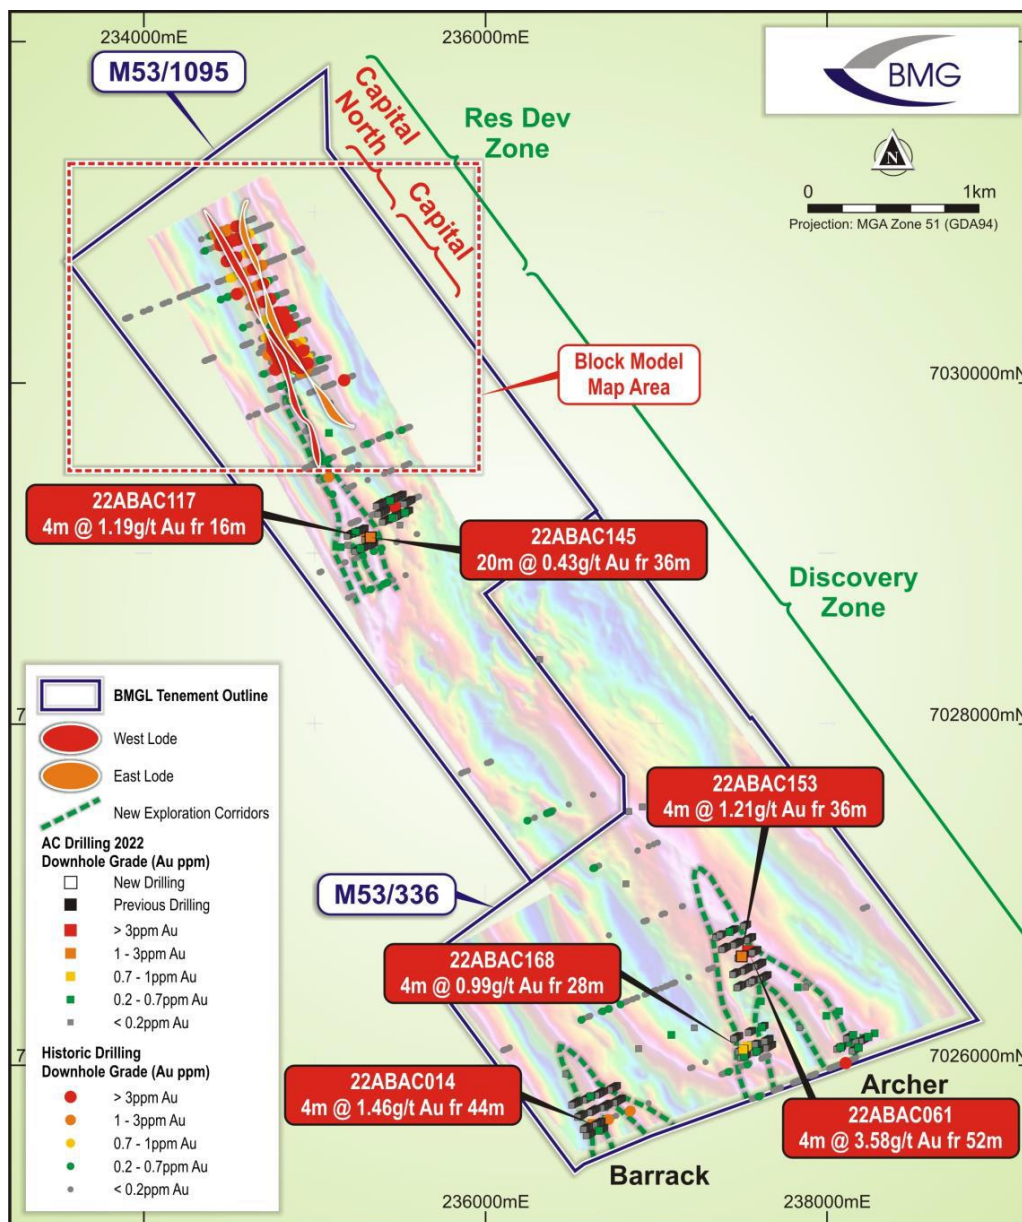 234000mE
236000mE
M53/1095
Capital North
Capital
Res Dev
Zone
BMG
N
0
1km
Projection: MGA Zone 51 (GDA94)
Block Model
Map Area
7030000mN
22ABAC117
4m @ 1.19g/t Au fr 16m
22ABAC145
20m @ 0.43g/t Au fr 36m
Discovery
Zone
7
7028000mN
BMGL Tenement Outline
West Lode
East Lode
New Exploration Corridors
AC Drilling 2022
Downhole Grade (Au ppm)
New Drilling
Previous Drilling
> 3ppm Au
1 - 3ppm Au
0.7 - 1ppm Au
0.2 - 0.7ppm Au
< 0.2ppm Au
Historic Drilling
Downhole Grade (Au ppm)
> 3ppm Au
1 - 3ppm Au
0.7 - 1ppm Au
0.2 - 0.7ppm Au
< 0.2ppm Au
22ABAC153
4m @ 1.21g/t Au fr 36m
M53/336
22ABAC168
4m @ 0.99g/t Au fr 28m
7
7026000mN
22ABAC014
4m @ 1.46g/t Au fr 44m
Archer
22ABAC061
4m @ 3.58g/t Au fr 52m
Barrack
236000mE
238000mE